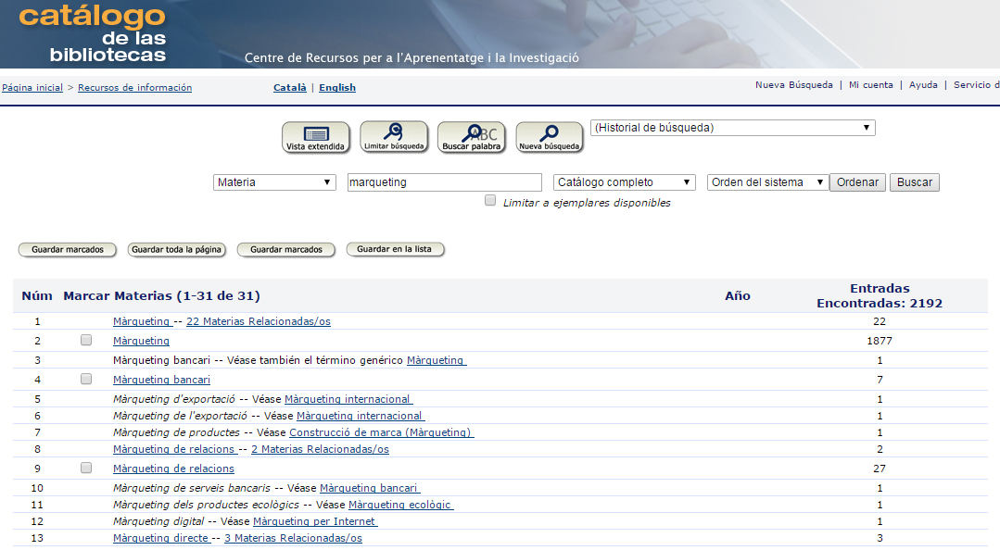 catálogo
de las
bibliotecas
Centre de Recursos per a l'Aprenentatge i la Investigació
Página inicial > Recursos de información
Català | English
Nueva Búsqueda | Mi cuenta | Ayuda | Servicio d
Vista extendida
Limitar búsqueda
ABC
Buscar palabra
Nueva búsqueda
(Historial de búsqueda)
Materia marqueting Catálogo completo Orden del sistema Ordenar Buscar
Limitar a ejemplares disponibles
Guardar marcados Guardar toda la página Guardar marcados Guardar en la lista
Núm Marcar Materias (1-31 de 31) Año Entradas Encontradas: 2192
1 Màrqueting -- 22 Materias Relacionadas/os 22
2 Màrqueting 1877
3 Màrqueting bancari -- Véase también el término genérico Màrqueting 1
4 Màrqueting bancari 7
5 Màrqueting d'exportació -- Véase Màrqueting internacional 1
6 Màrqueting de l'exportació -- Véase Màrqueting internacional 1
7 Màrqueting de productes -- Véase Construcció de marca (Màrqueting) 1
8 Màrqueting de relacions -- 2 Materias Relacionadas/os 2
9 Màrqueting de relacions 27
10 Màrqueting de serveis bancaris -- Véase Màrqueting bancari 1
11 Màrqueting dels productes ecològics -- Véase Màrqueting ecològic 1
12 Màrqueting digital -- Véase Màrqueting per Internet 1
13 Màrqueting directe -- 3 Materias Relacionadas/os 3